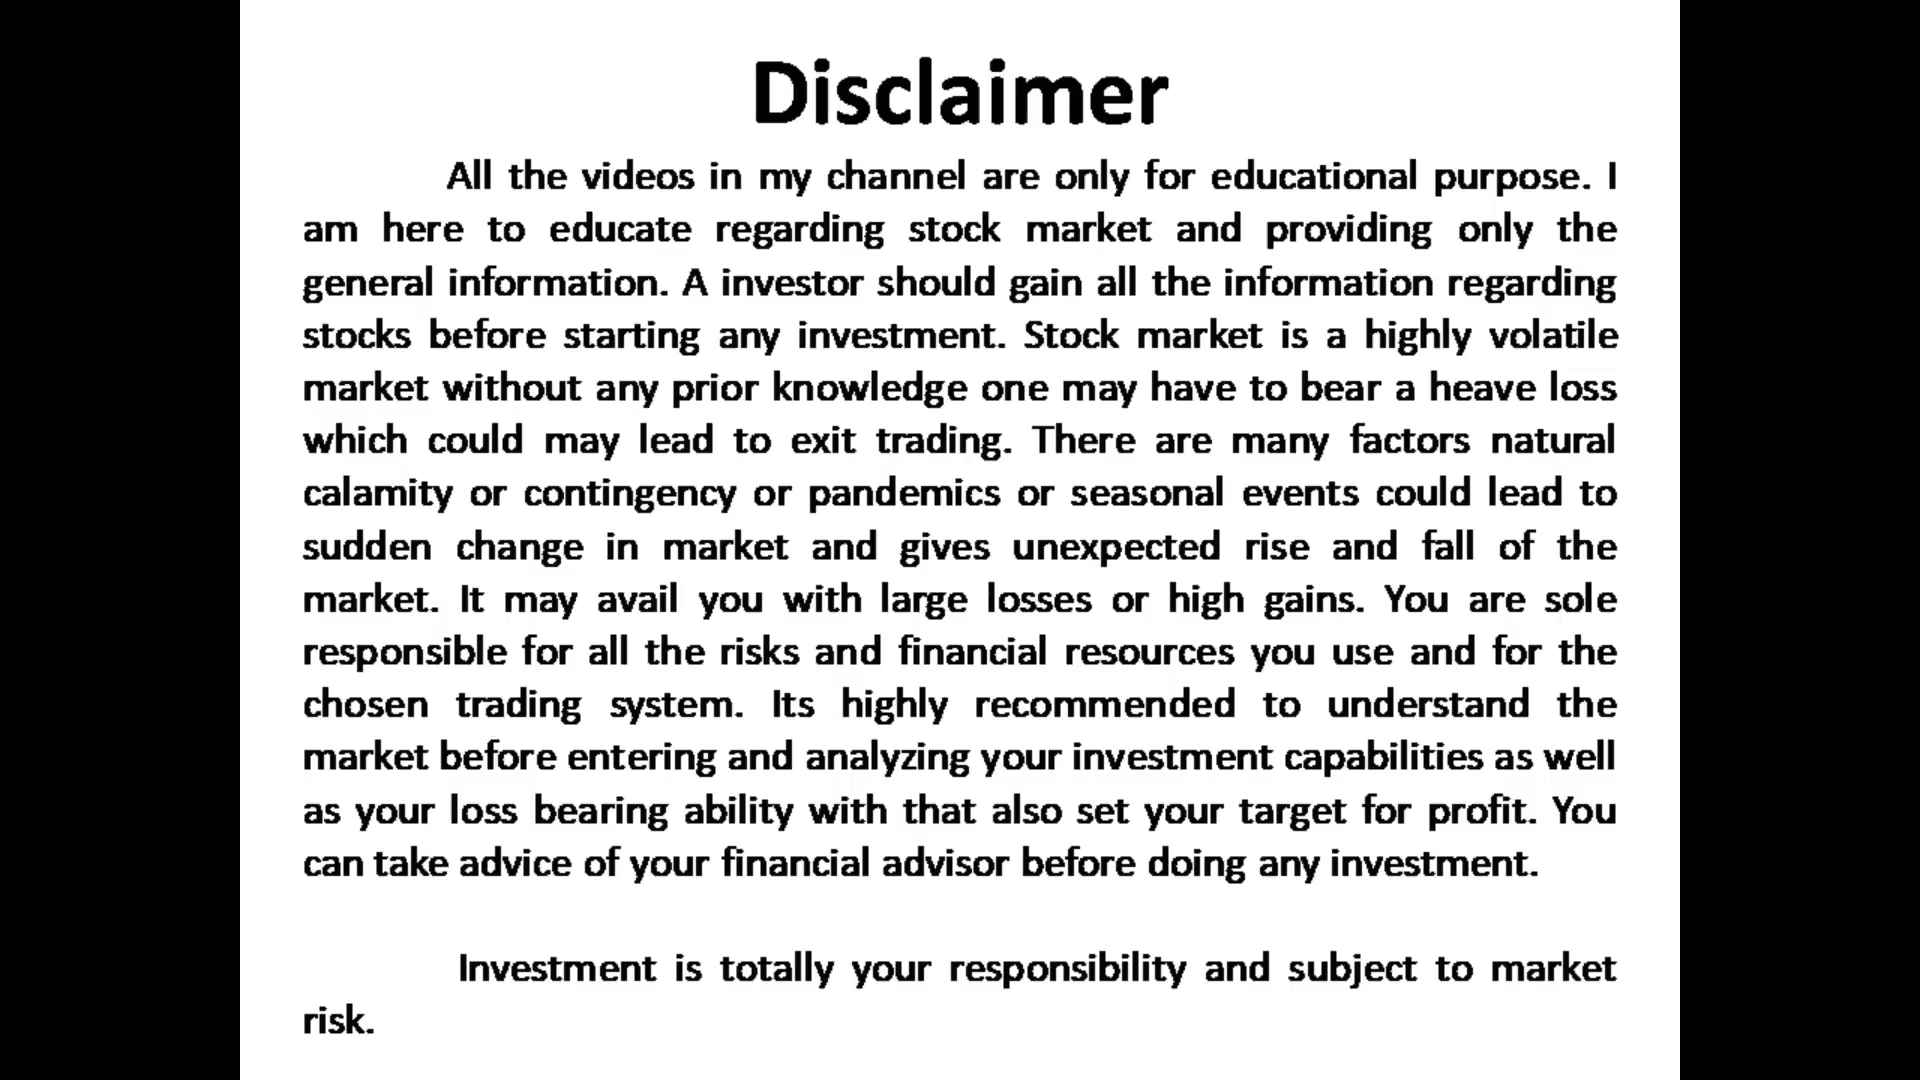 Disclaimer
All the videos in my channel are only for educational purpose. I
am here to educate regarding stock market and providing only the
general information. A investor should gain all the information regarding
stocks before starting any investment. Stock market is a highly volatile
market without any prior knowledge one may have to bear a heave loss
which could may lead to exit trading. There are many factors natural
calamity or contingency or pandemics or seasonal events could lead to
sudden change in market and gives unexpected rise and fall of the
market. It may avail you with large losses or high gains. You are sole
responsible for all the risks and financial resources you use and for the
chosen trading system. Its highly recommended to understand the
market before entering and analyzing your investment capabilities as well
as your loss bearing ability with that also set your target for profit. You
can take advice of your financial advisor before doing any investment.
Investment is totally your responsibility and subject to market
risk.